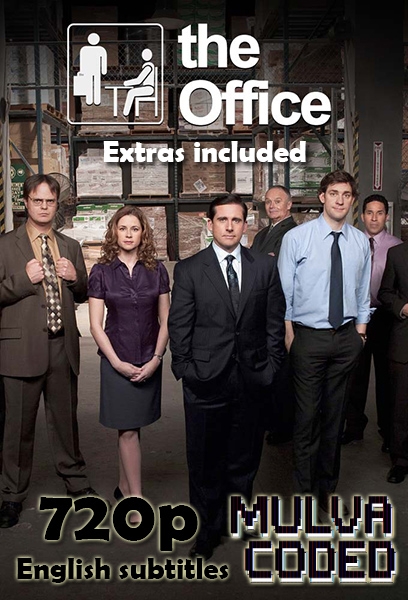 the
Office
Extras included
720p
English subtitles
MULVA
CODED